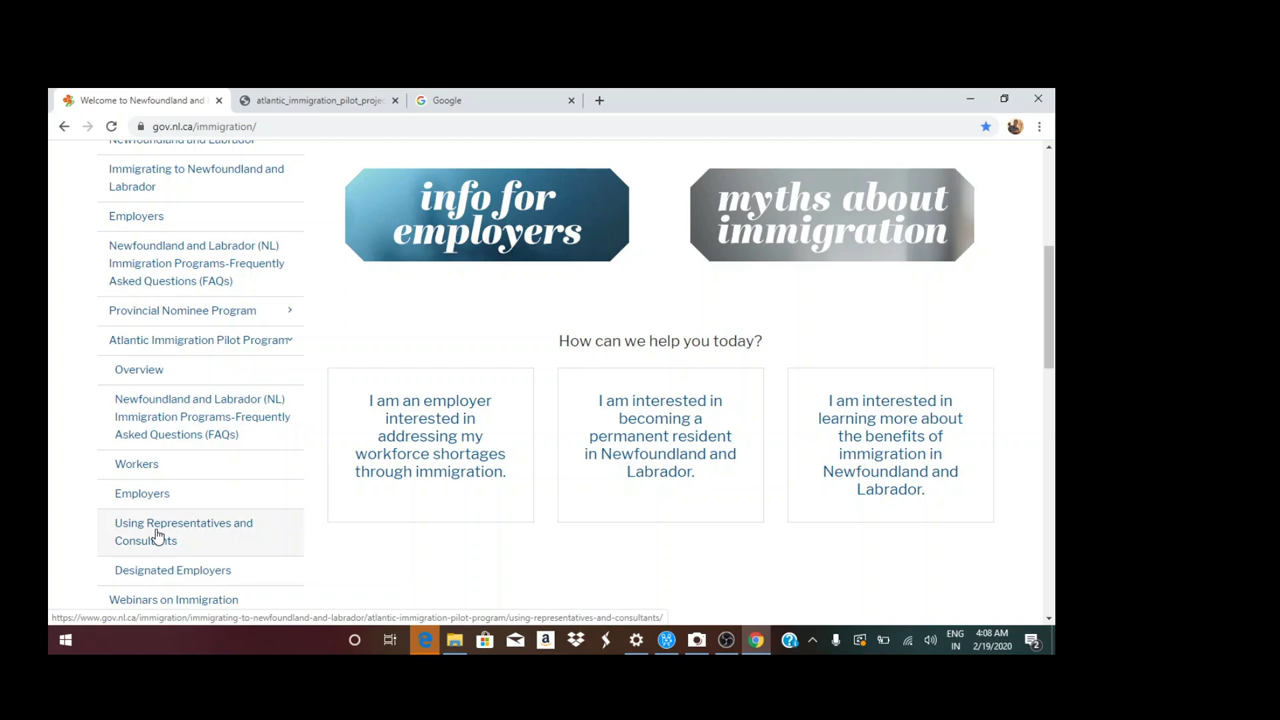 Welcome to Newfoundland and
atlantic_immigration_pilot_projec
Google
gov.nl.ca/immigration/
Newfoundland and Labrador
Immigrating to Newfoundland and
Labrador
Employers
Newfoundland and Labrador (NL)
Immigration Programs-Frequently
Asked Questions (FAQs)
Provincial Nominee Program
Atlantic Immigration Pilot Program
Overview
Newfoundland and Labrador (NL)
Immigration Programs-Frequently
Asked Questions (FAQs)
Workers
Employers
Using Representatives and
Consultants
Designated Employers
Webinars on Immigration
info for
employers
myths about
immigration
How can we help you today?
I am an employer
interested in
addressing my
workforce shortages
through immigration.
I am interested in
becoming a
permanent resident
in Newfoundland and
Labrador.
I am interested in
learning more about
the benefits of
immigration in
Newfoundland and
Labrador.
https://www.gov.nl.ca/immigration/immigrating-to-newfoundland-and-labrador/atlantic-immigration-pilot-program/using-representatives-and-consultants/
ENG
IN
4:08 AM
2/19/2020
2